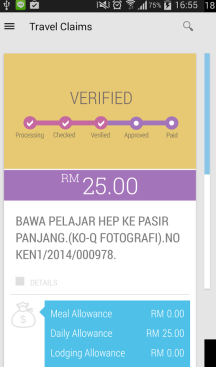 75% 16:55 18
Travel Claims
VERIFIED
Processing Checked Verified Approved Paid
RM 25.00
BAWA PELAJAR HEP KE PASIR
PANJANG.(KO-Q FOTOGRAFI).NO
KEN1/2014/000978.
DETAILS
Meal Allowance RM 0.00
Daily Allowance RM 25.00
Lodging Allowance RM 0.00